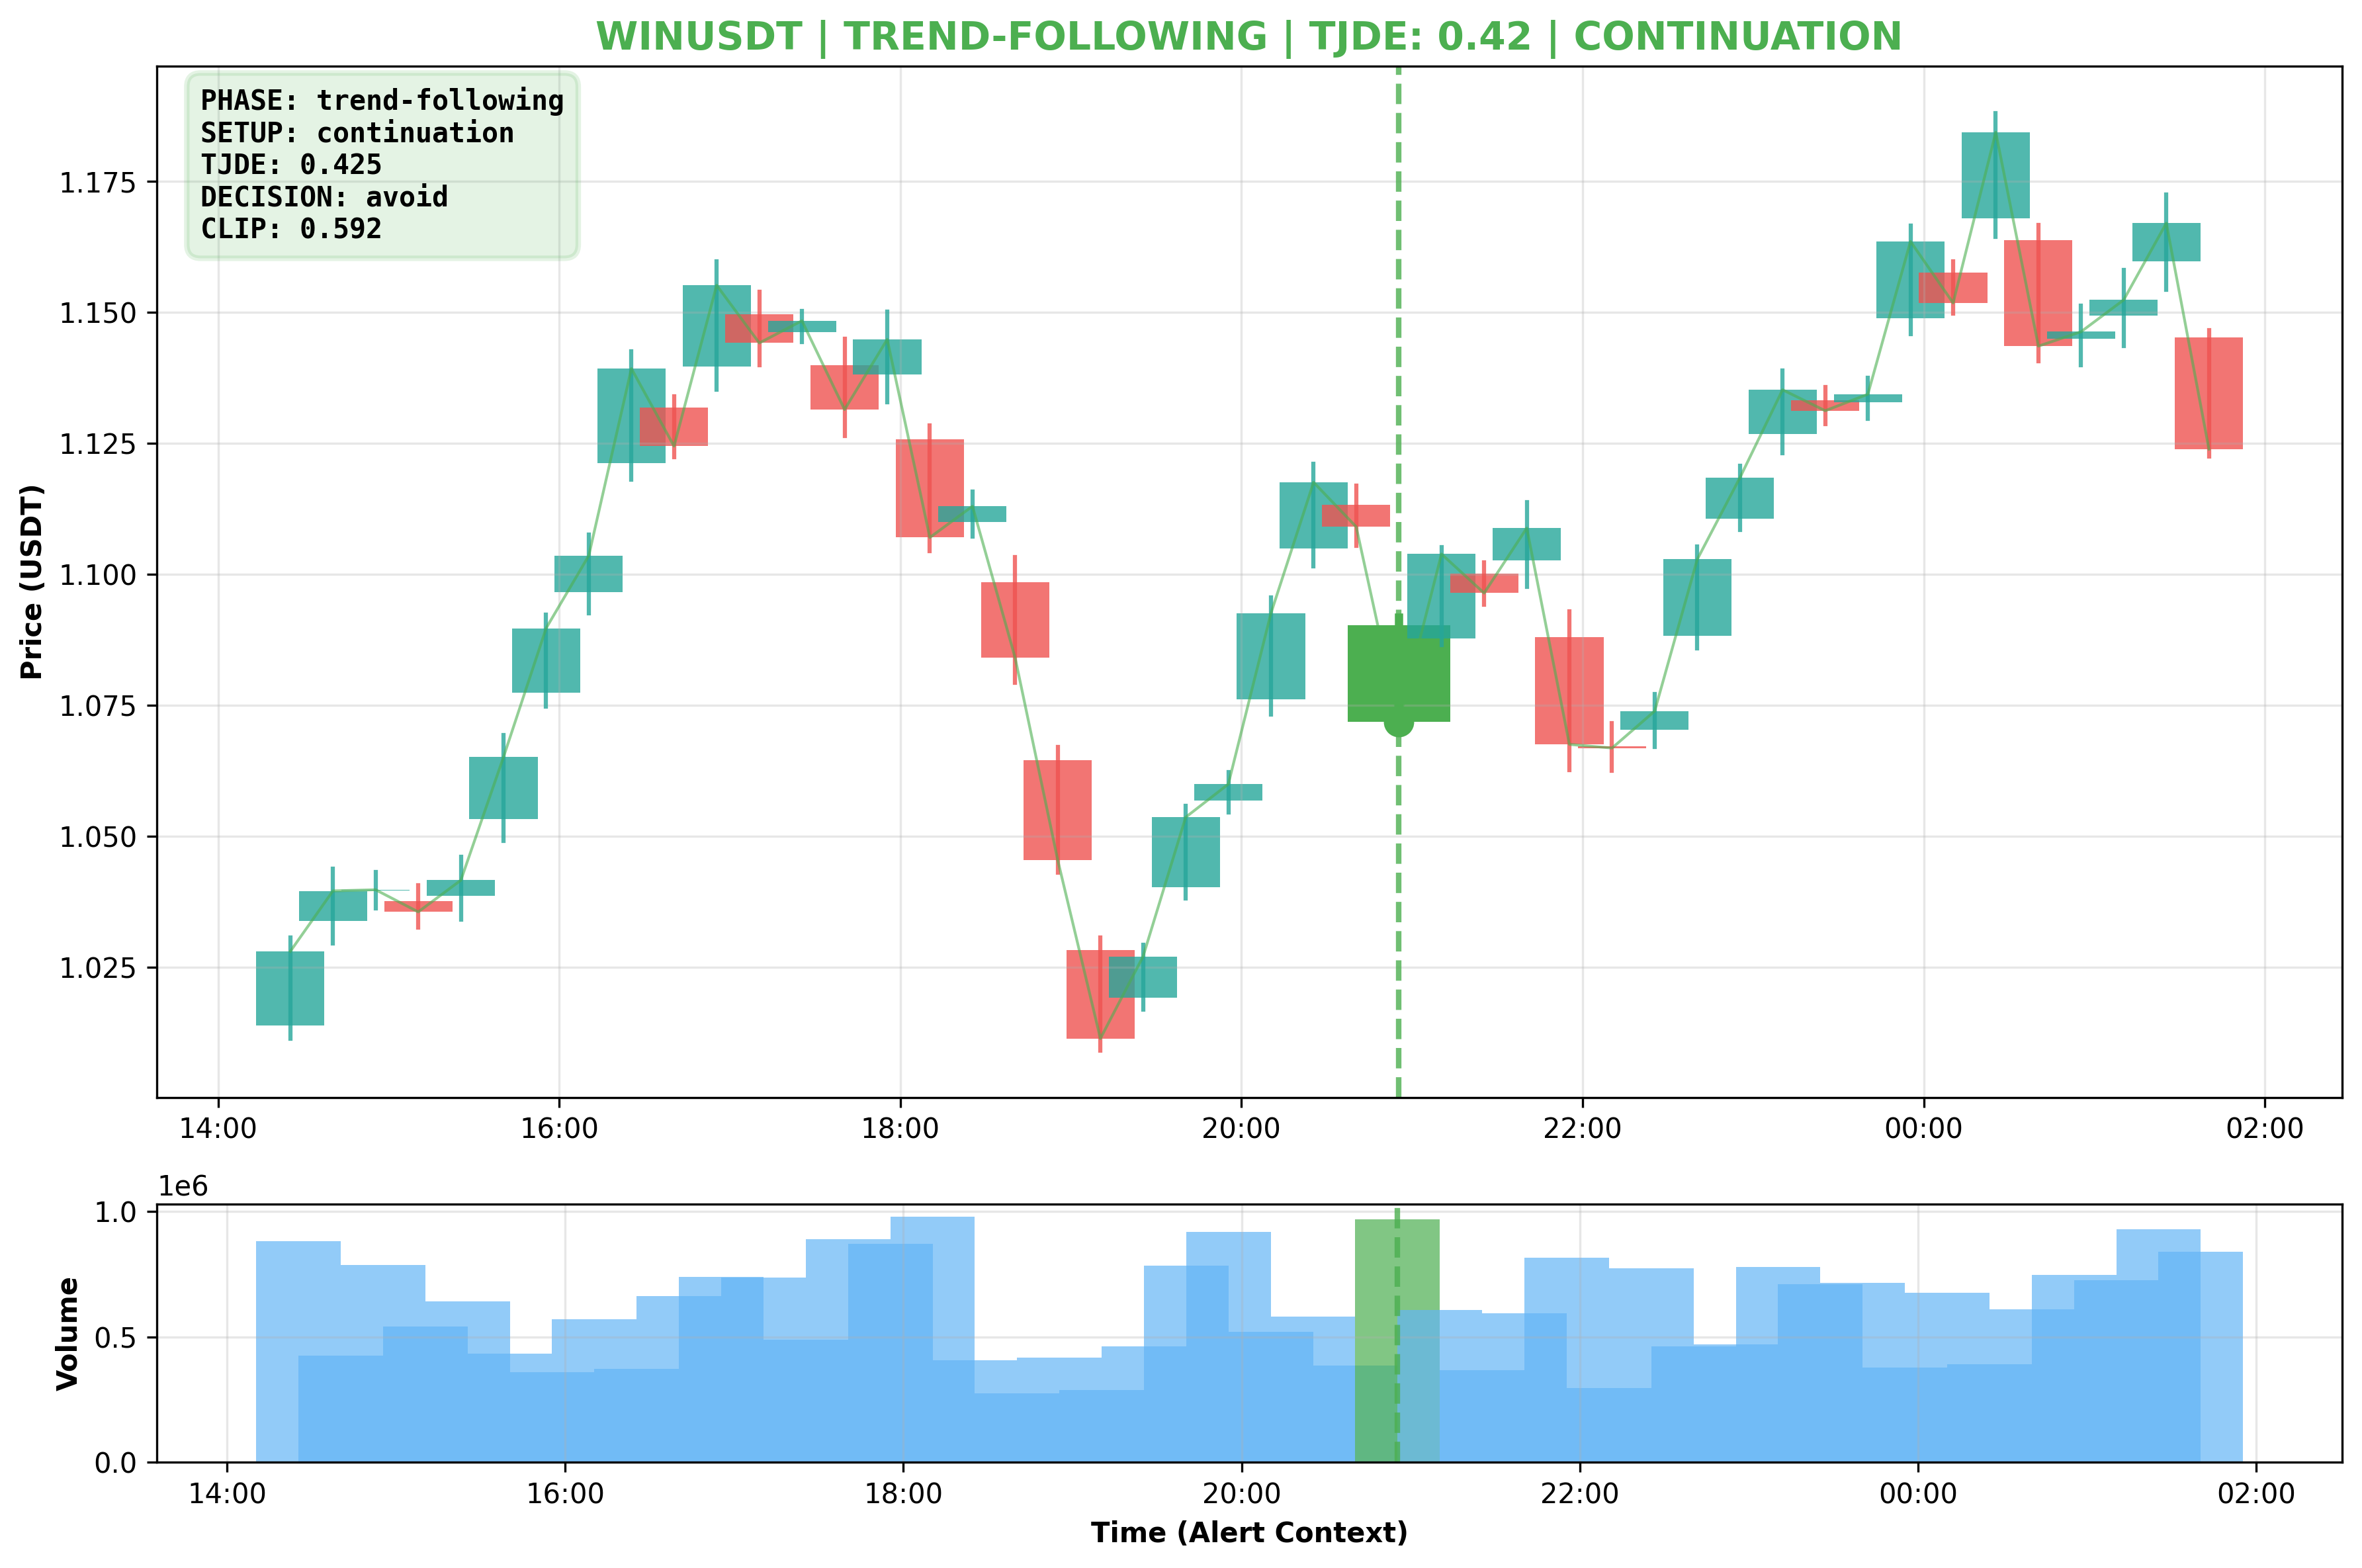 WINUSDT | TREND-FOLLOWING | TJDE: 0.42 | CONTINUATION
PHASE: trend-following
SETUP: continuation
TJDE: 0.425
DECISION: avoid
CLIP: 0.592
Price (USDT)
1.175
1.150
1.125
1.100
1.075
1.050
1.025
14:00 16:00 18:00 20:00 22:00 00:00 02:00
1e6
Volume
1.0
0.5
0.0
14:00 16:00 18:00 20:00 22:00 00:00 02:00
Time (Alert Context)